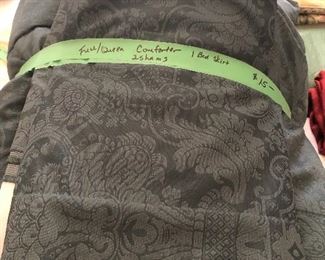 Full/Queen Comforter 1 Bed Skirt $15-
2 shams